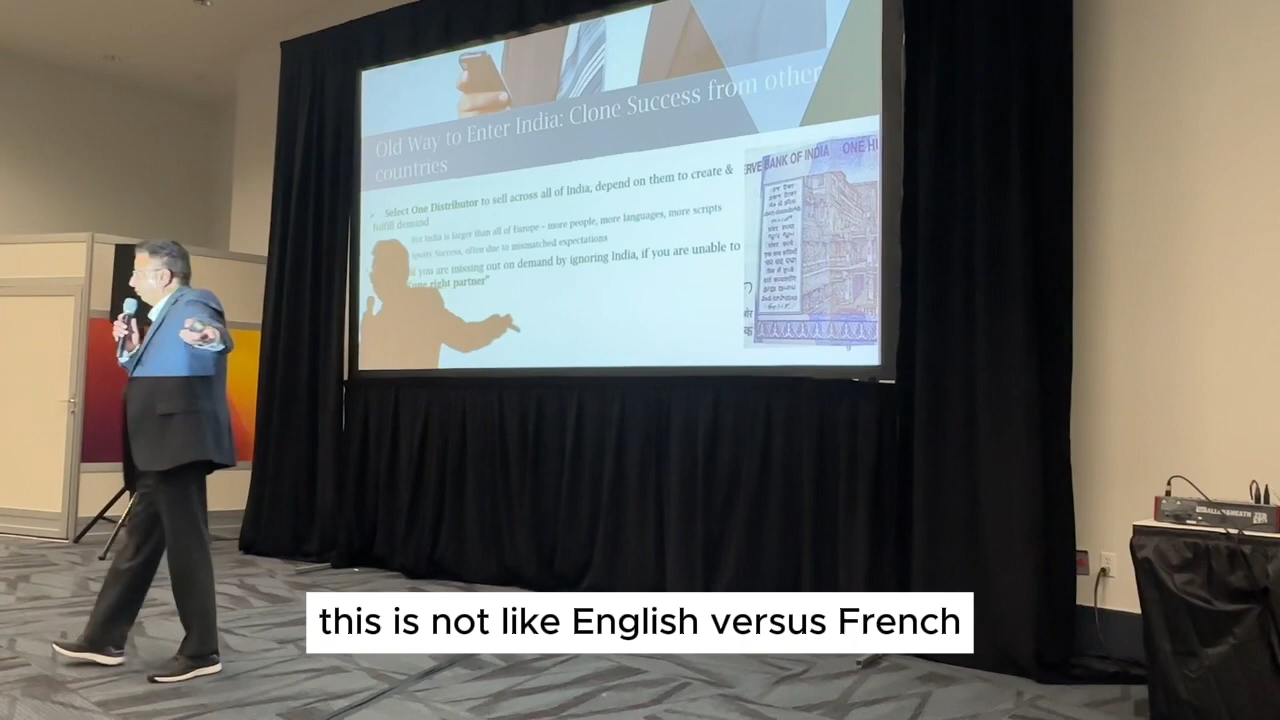 Old Way to Enter India: Clone Success from other
countries
Select One Distributor to sell across all of India, depend on them to create &
fulfill demand
India is larger than all of Europe – more people, more languages, more scripts
Success, often due to mismatched expectations
you are missing out on demand by ignoring India, if you are unable to
one right partner"
BANK OF INDIA ONE
this is not like English versus French